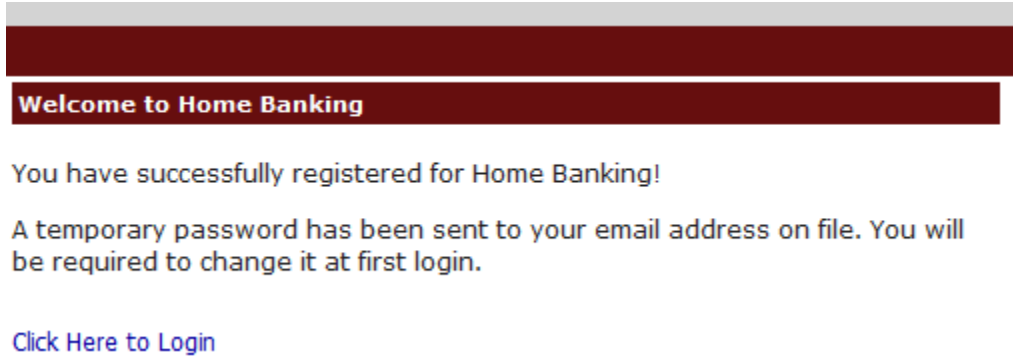 Welcome to Home Banking
You have successfully registered for Home Banking!
A temporary password has been sent to your email address on file. You will
be required to change it at first login.
Click Here to Login